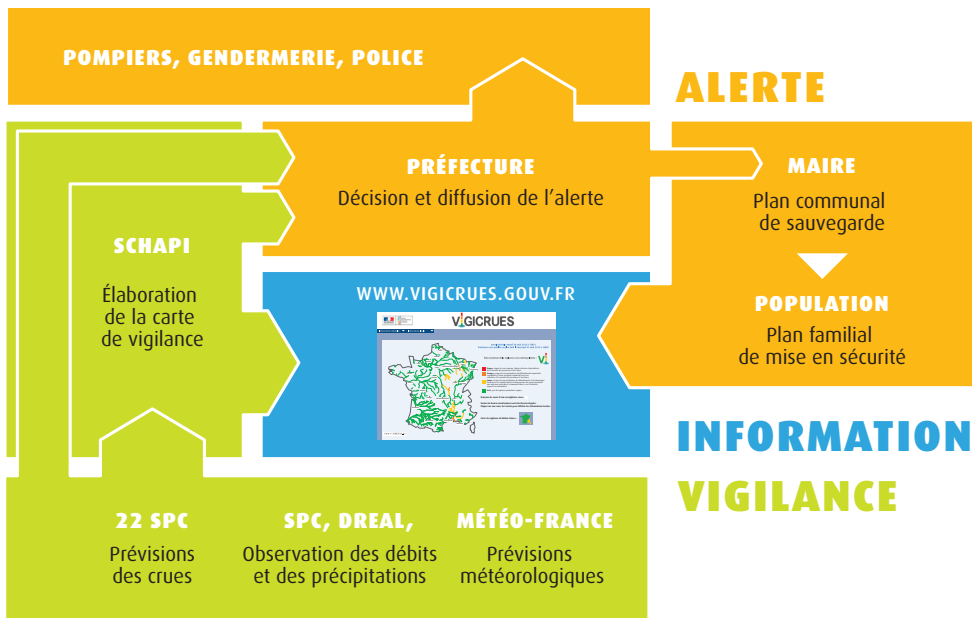 POMPIERS, GENDERMERIE, POLICE
ALERTE
PRÉFECTURE
Décision et diffusion de l’alerte
MAIRE
Plan communal
de sauvegarde
POPULATION
Plan familial
de mise en sécurité
SCHAPI
Élaboration
de la carte
de vigilance
WWW.VIGICRUES.GOUV.FR
VIGICRUES
INFORMATION
VIGILANCE
22 SPC
Prévisions
des crues
SPC, DREAL,
Observation des débits
et des précipitations
MÉTÉO-FRANCE
Prévisions
météorologiques